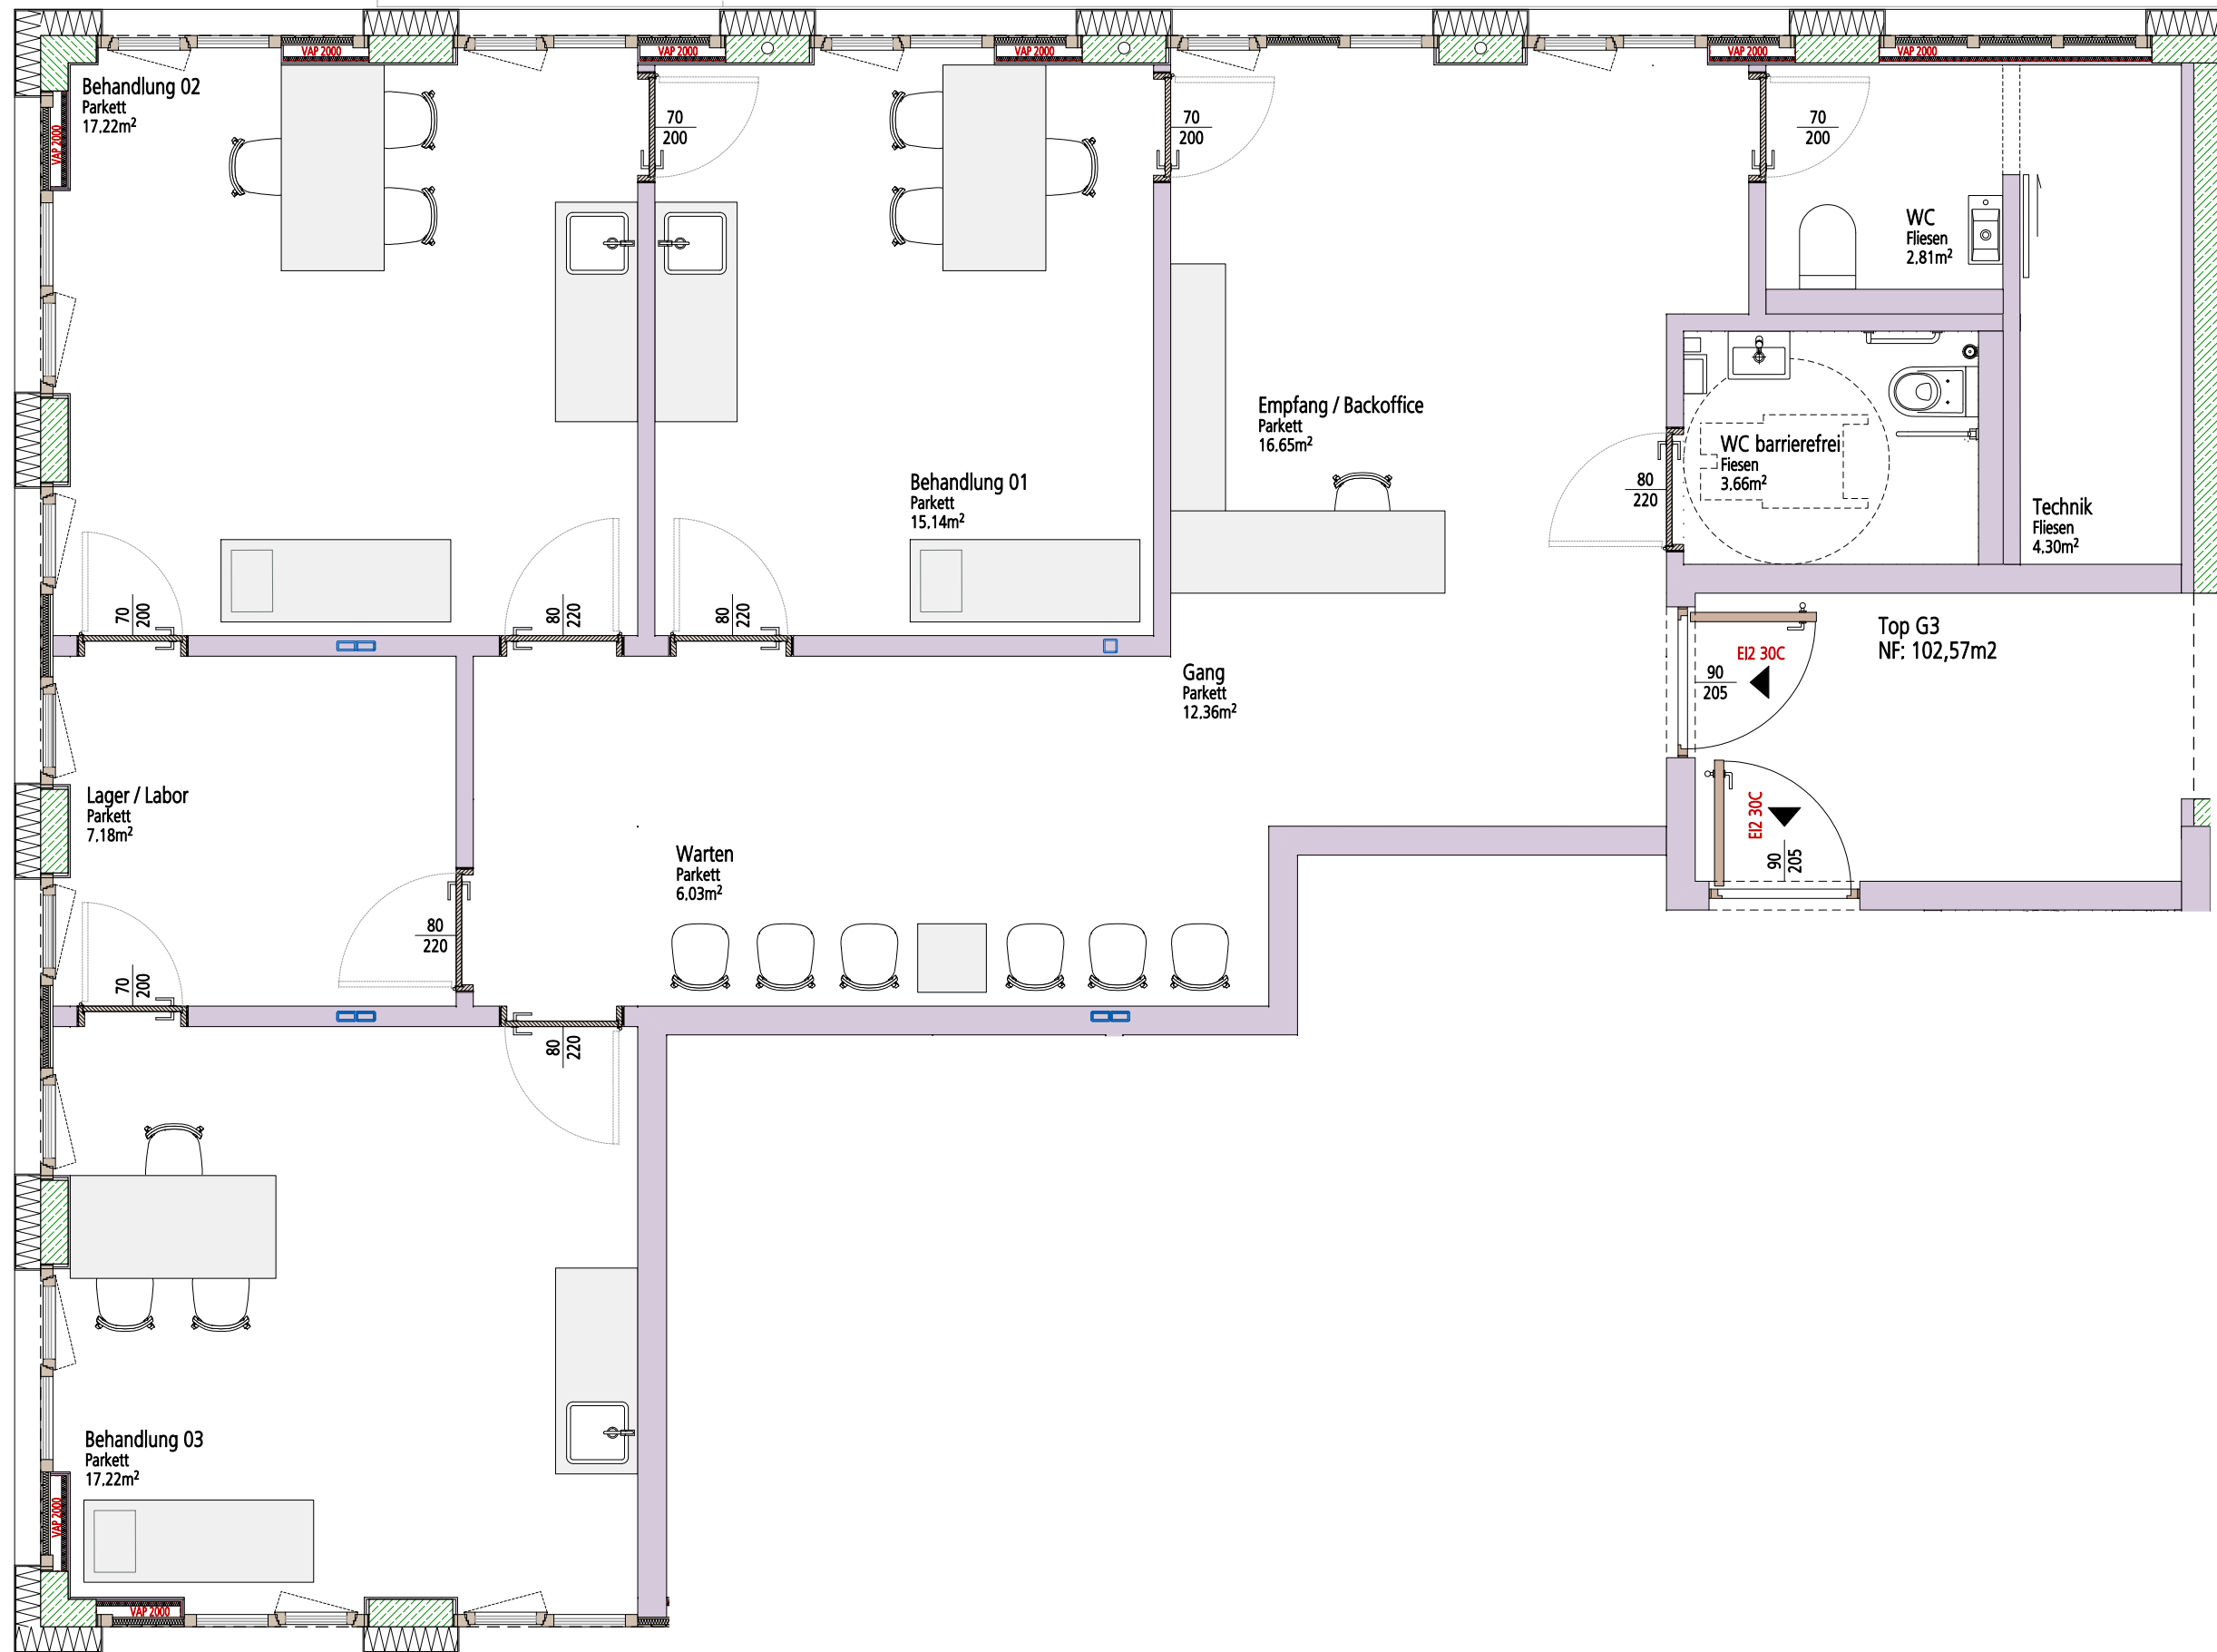 VAP 2000
VAP 2000
VAP 2000
VAP 2000
VAP 2000
Behandlung 02
Parkett
17,22m²
VAP 2000
70
200
70
200
70
200
WC
Fliesen
2,81m²
Empfang / Backoffice
Parkett
16,65m²
WC barrierefrei
Fiesen
3,66m²
80
220
Behandlung 01
Parkett
15,14m²
Technik
Fliesen
4,30m²
70
200
80
220
80
220
Top G3
NF: 102,57m2
EI2 30C
90
205
Gang
Parkett
12,36m²
Lager / Labor
Parkett
7,18m²
EI2 30C
90
205
Warten
Parkett
6,03m²
80
220
70
200
80
220
Behandlung 03
Parkett
17,22m²
VAP 2000
VAP 2000